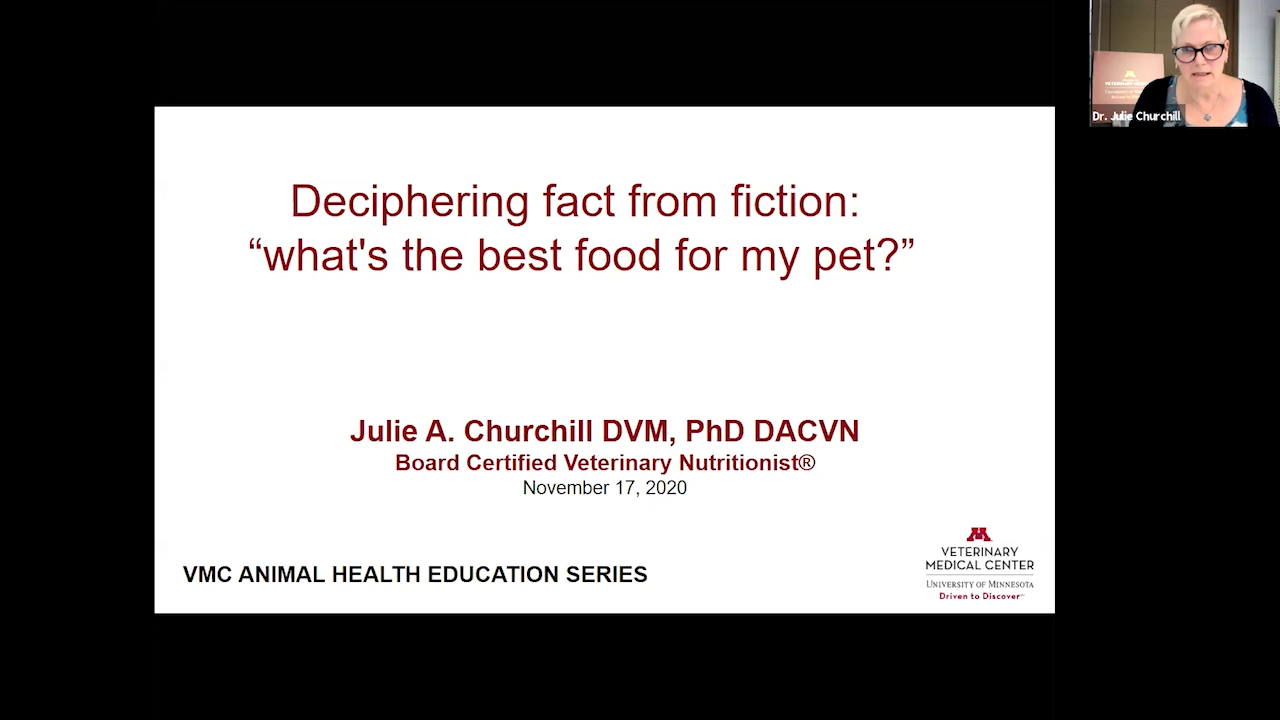 Deciphering fact from fiction:
“what's the best food for my pet?”
Julie A. Churchill DVM, PhD DACVN
Board Certified Veterinary Nutritionist®
November 17, 2020
VMC ANIMAL HEALTH EDUCATION SERIES
M
VETERINARY
MEDICAL CENTER
UNIVERSITY OF MINNESOTA
Driven to Discover
Dr. Julie Churchill